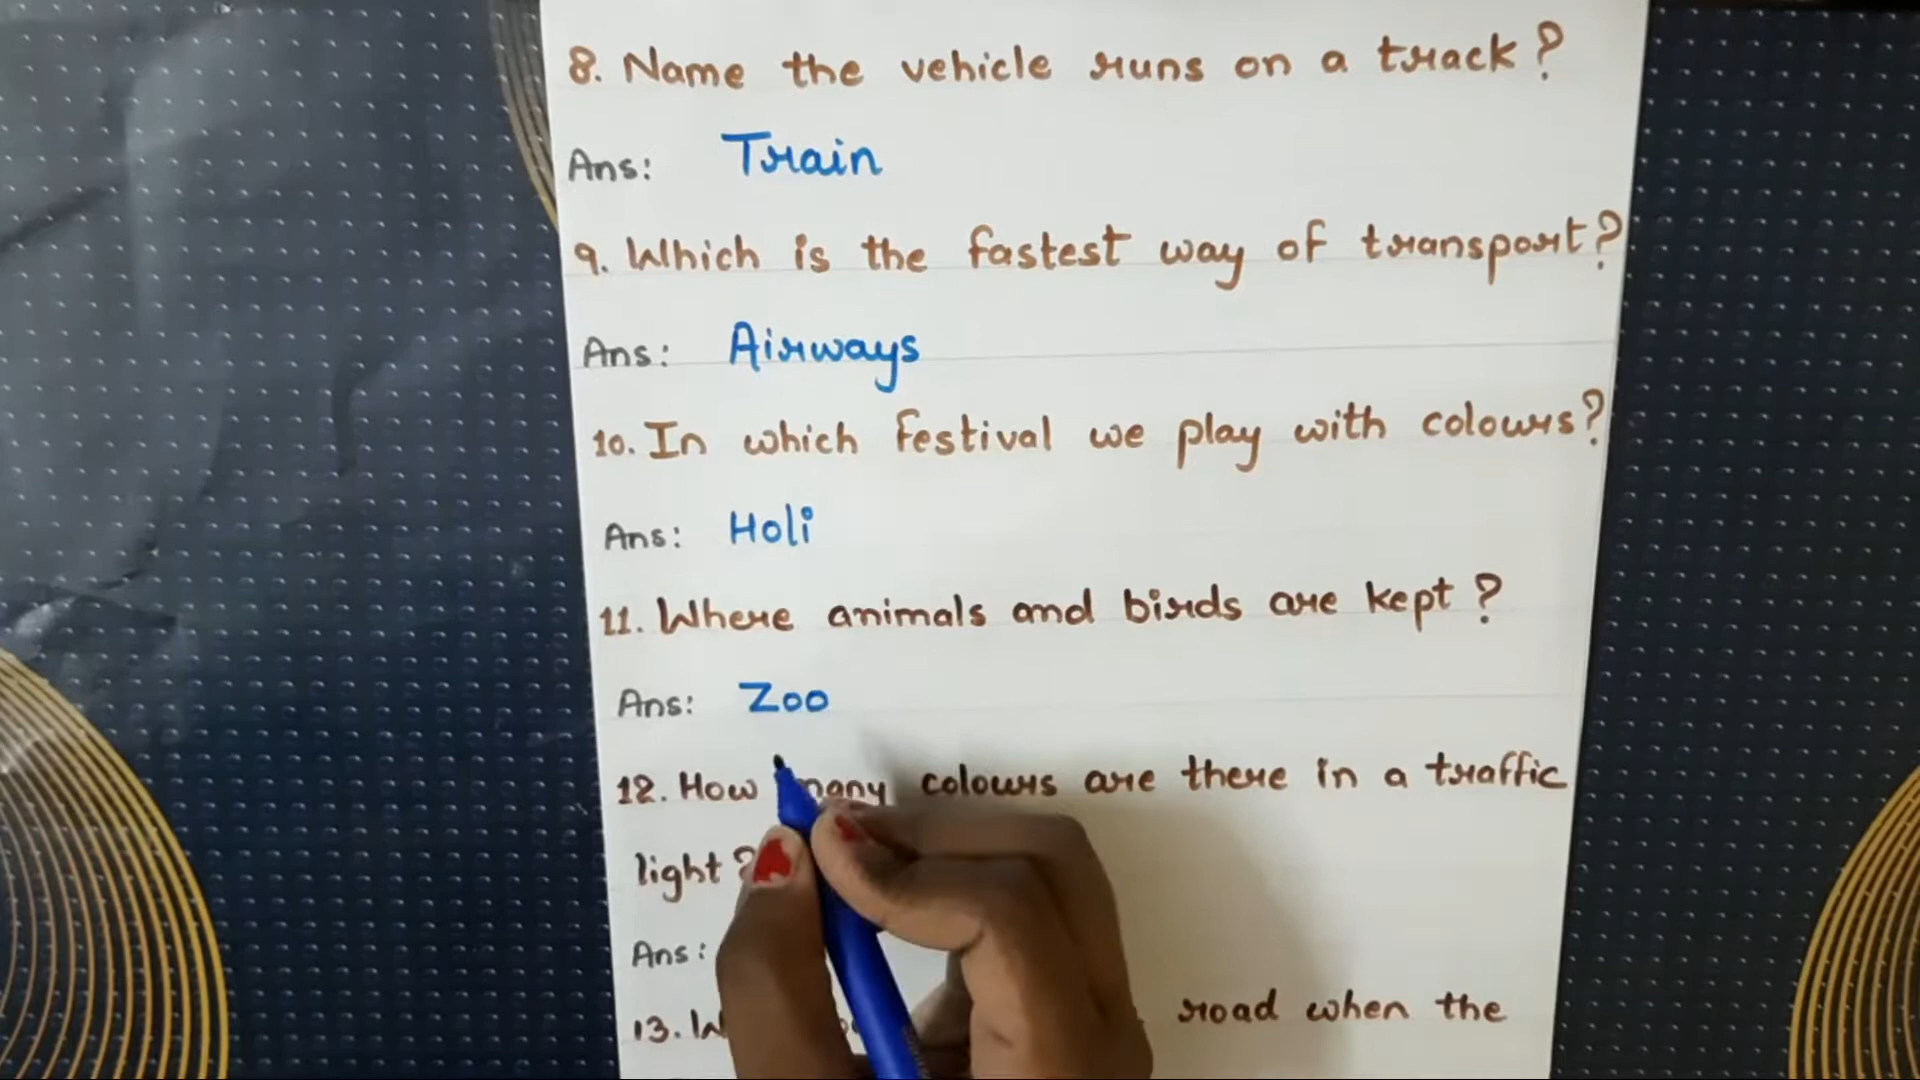 8. Name the vehicle runs on a track?
Ans: Train
9. Which is the fastest way of transport?
Ans: Airways
10. In which festival we play with colours?
Ans: Holi
11. Where animals and birds are kept?
Ans: Zoo
12. How many colours are there in a traffic
light?
Ans:
13. road when the